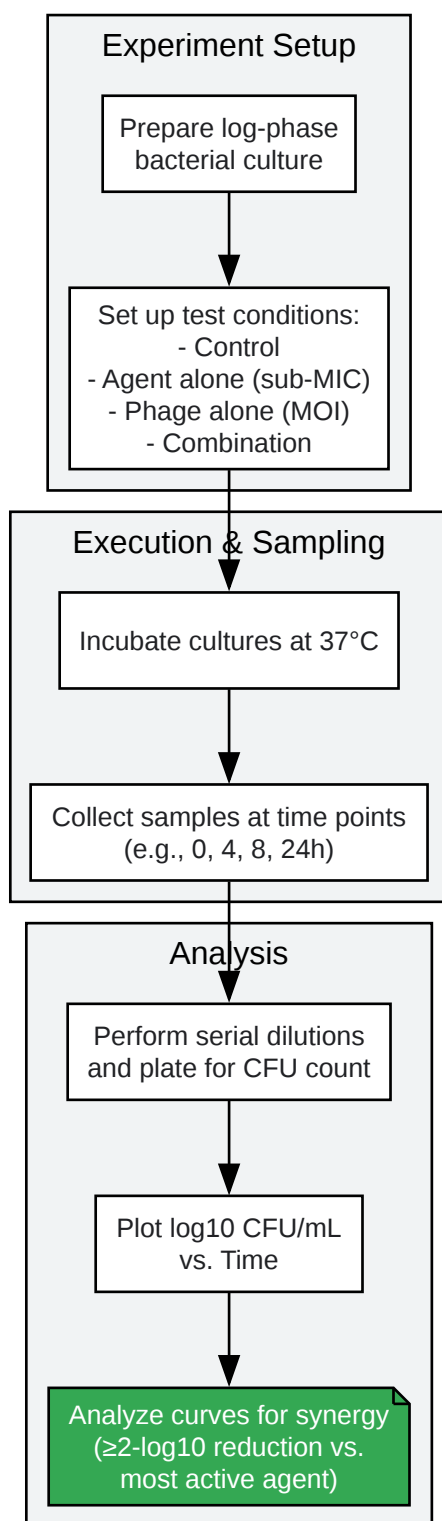 Experiment Setup
Prepare log-phase
bacterial culture
Set up test conditions:
- Control
- Agent alone (sub-MIC)
- Phage alone (MOI)
- Combination
Execution & Sampling
Incubate cultures at 37°C
Collect samples at time points
(e.g., 0, 4, 8, 24h)
Analysis
Perform serial dilutions
and plate for CFU count
Plot log10 CFU/mL
vs. Time
Analyze curves for synergy
(≥2-log10 reduction vs.
most active agent)